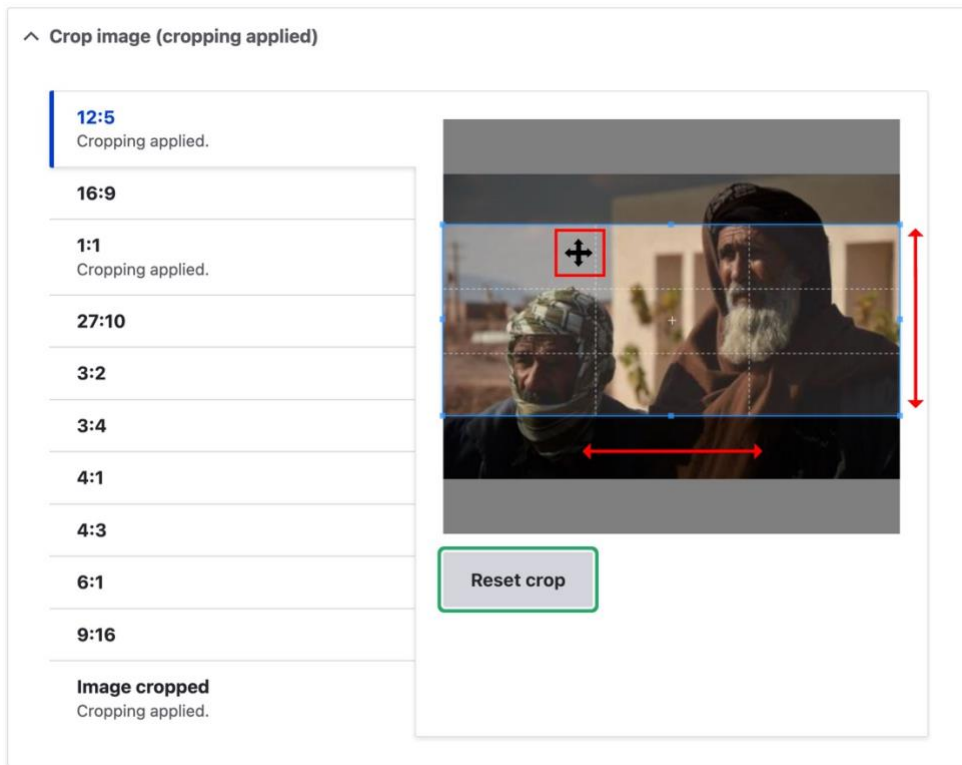 Crop image (cropping applied)
12:5
Cropping applied.
16:9
1:1
Cropping applied.
27:10
3:2
3:4
4:1
4:3
6:1
9:16
Image cropped
Cropping applied.
Reset crop